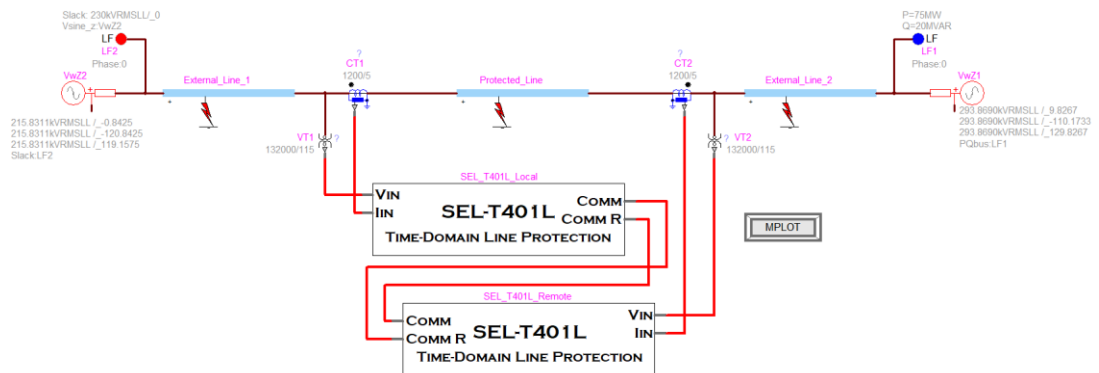 Slack: 230kVRMSLL/_0
Vsine_z:VwZ2
LF
LF2
Phase:0
VwZ2
+
External_Line_1
+
215.8311kVRMSLL /_-0.8425
215.8311kVRMSLL /_-120.8425
215.8311kVRMSLL /_119.1575
Slack:LF2
?
CT1
1200/5
Protected_Line
+
?
CT2
1200/5
External_Line_2
+
P=75MW
Q=20MVAR
LF
LF1
Phase:0
VwZ1
+
293.8690kVRMSLL /_9.8267
293.8690kVRMSLL /_-110.1733
293.8690kVRMSLL /_129.8267
PQbus:LF1
VT1
?
132000/115
VT2
?
132000/115
SEL_T401L_Local
VIN
IIN
SEL-T401L
COMM
COMM R
TIME-DOMAIN LINE PROTECTION
MPLOT
SEL_T401L_Remote
COMM
COMM R
SEL-T401L
VIN
IIN
TIME-DOMAIN LINE PROTECTION